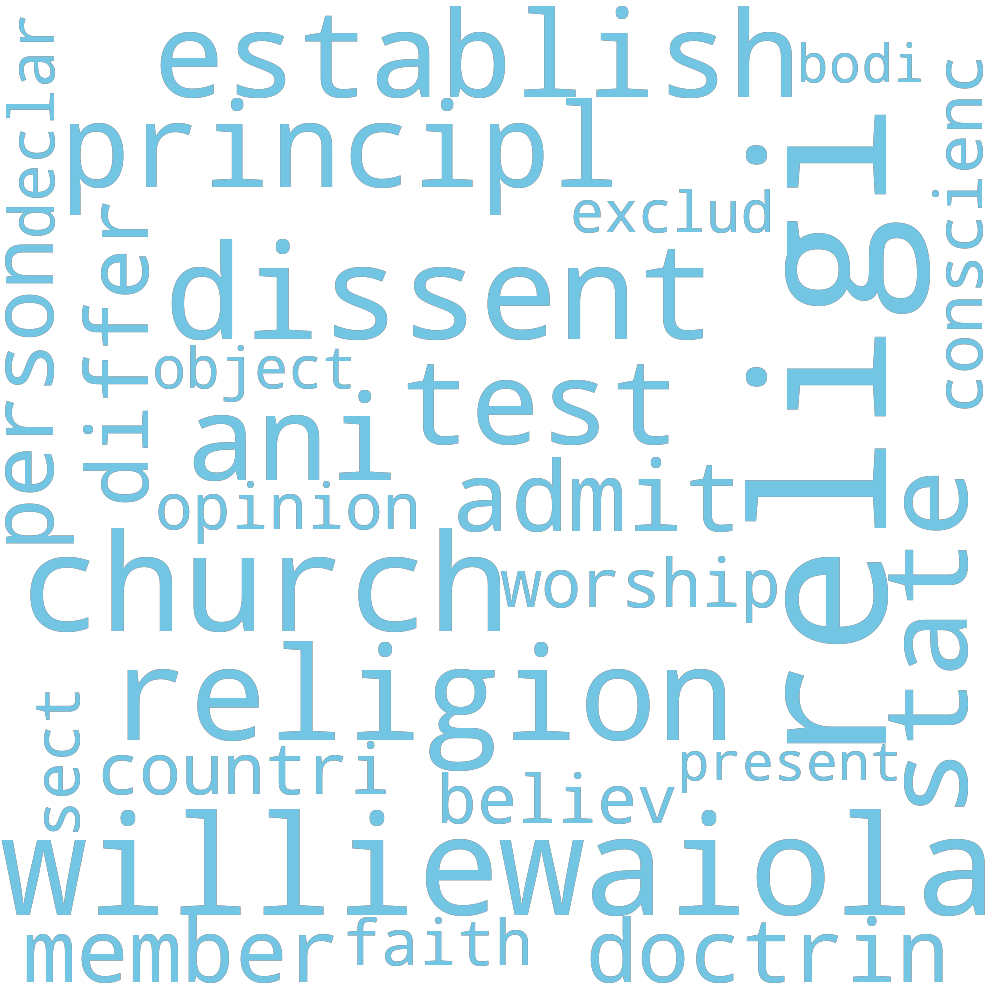 establish
bodi
principl
exclud
declar
person
differ
dissent
religi
conscienc
object
test
ani
opinion
admit
church
worship
state
religion
sect
countri
present
believ
williewaiola
member
faith
doctrin